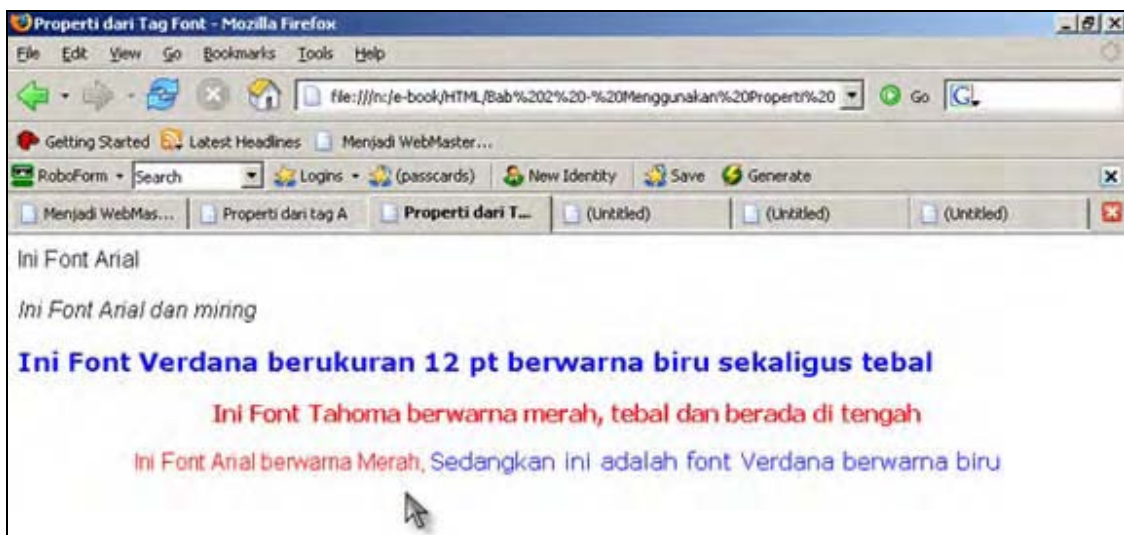 Properti dari Tag Font - Mozilla Firefox
File Edit View Go Bookmarks Tools Help
file:///n:/e-book/HTML/Bab%202%20-%20Menggunakan%20Properti%20 Go G
Getting Started Latest Headlines Menjadi WebMaster...
RoboForm Search Logins (passcards) New Identity Save Generate
Menjadi WebMas... Properti dari tag A Properti dari T... (Untitled) (Untitled) (Untitled)
Ini Font Arial
Ini Font Arial dan miring
Ini Font Verdana berukuran 12 pt berwarna biru sekaligus tebal
Ini Font Tahoma berwarna merah, tebal dan berada di tengah
Ini Font Arial berwarna Merah, Sedangkan ini adalah font Verdana berwarna biru